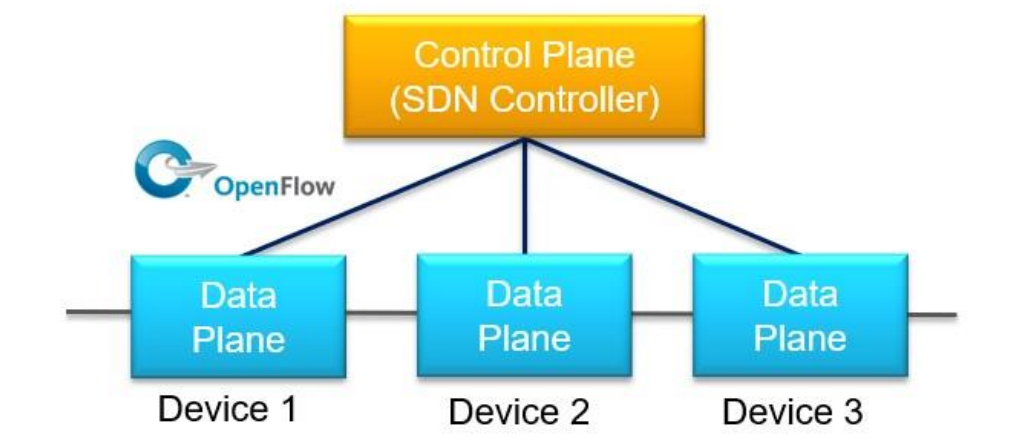 Control Plane
(SDN Controller)
OpenFlow
Data
Plane
Data
Plane
Data
Plane
Device 1
Device 2
Device 3